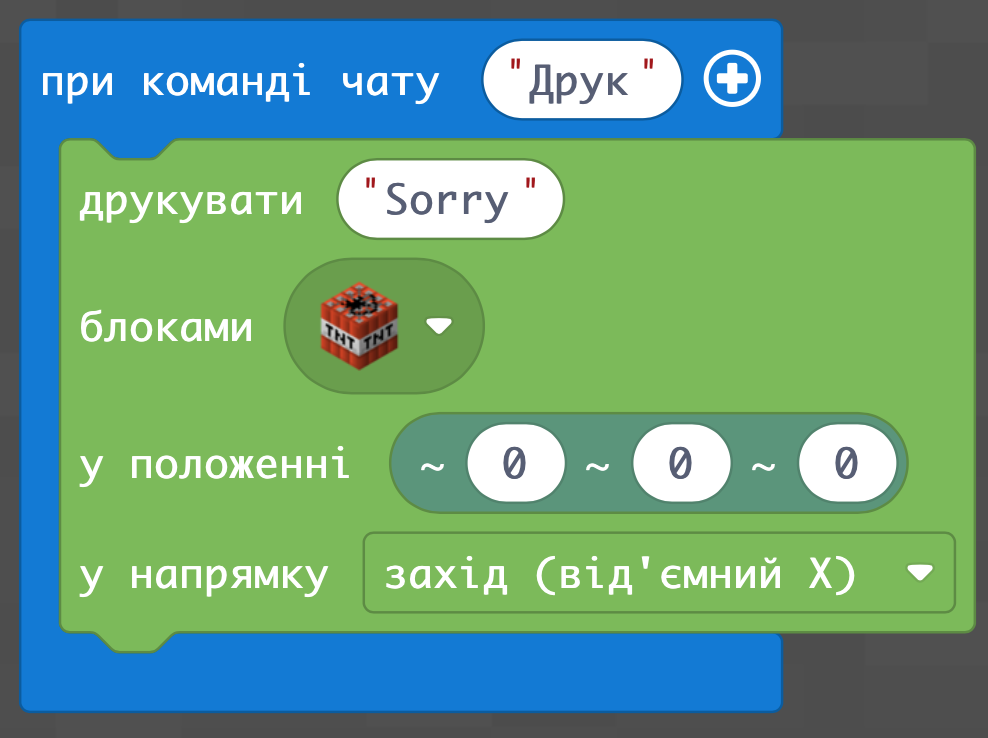 при команді чату "Друк"
друкувати "Sorry"
блоками TNT TNT
у положенні ~ 0 ~ 0 ~ 0
у напрямку захід (від'ємний X)